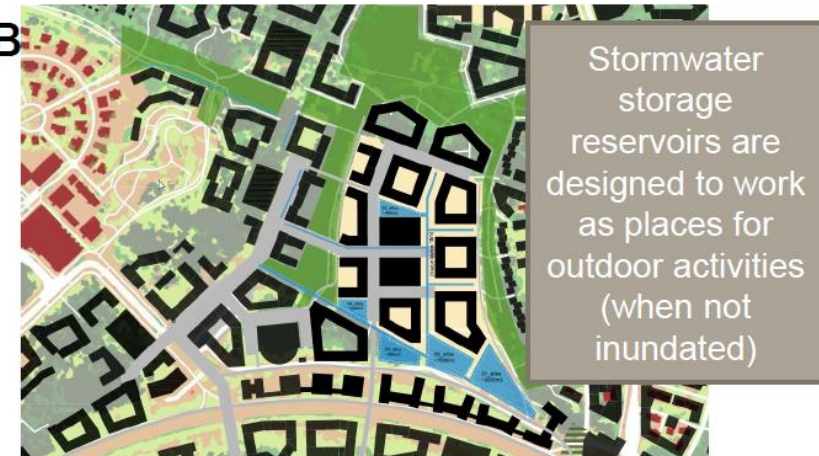 B
Stormwater
storage
reservoirs are
designed to work
as places for
outdoor activities
(when not
inundated)